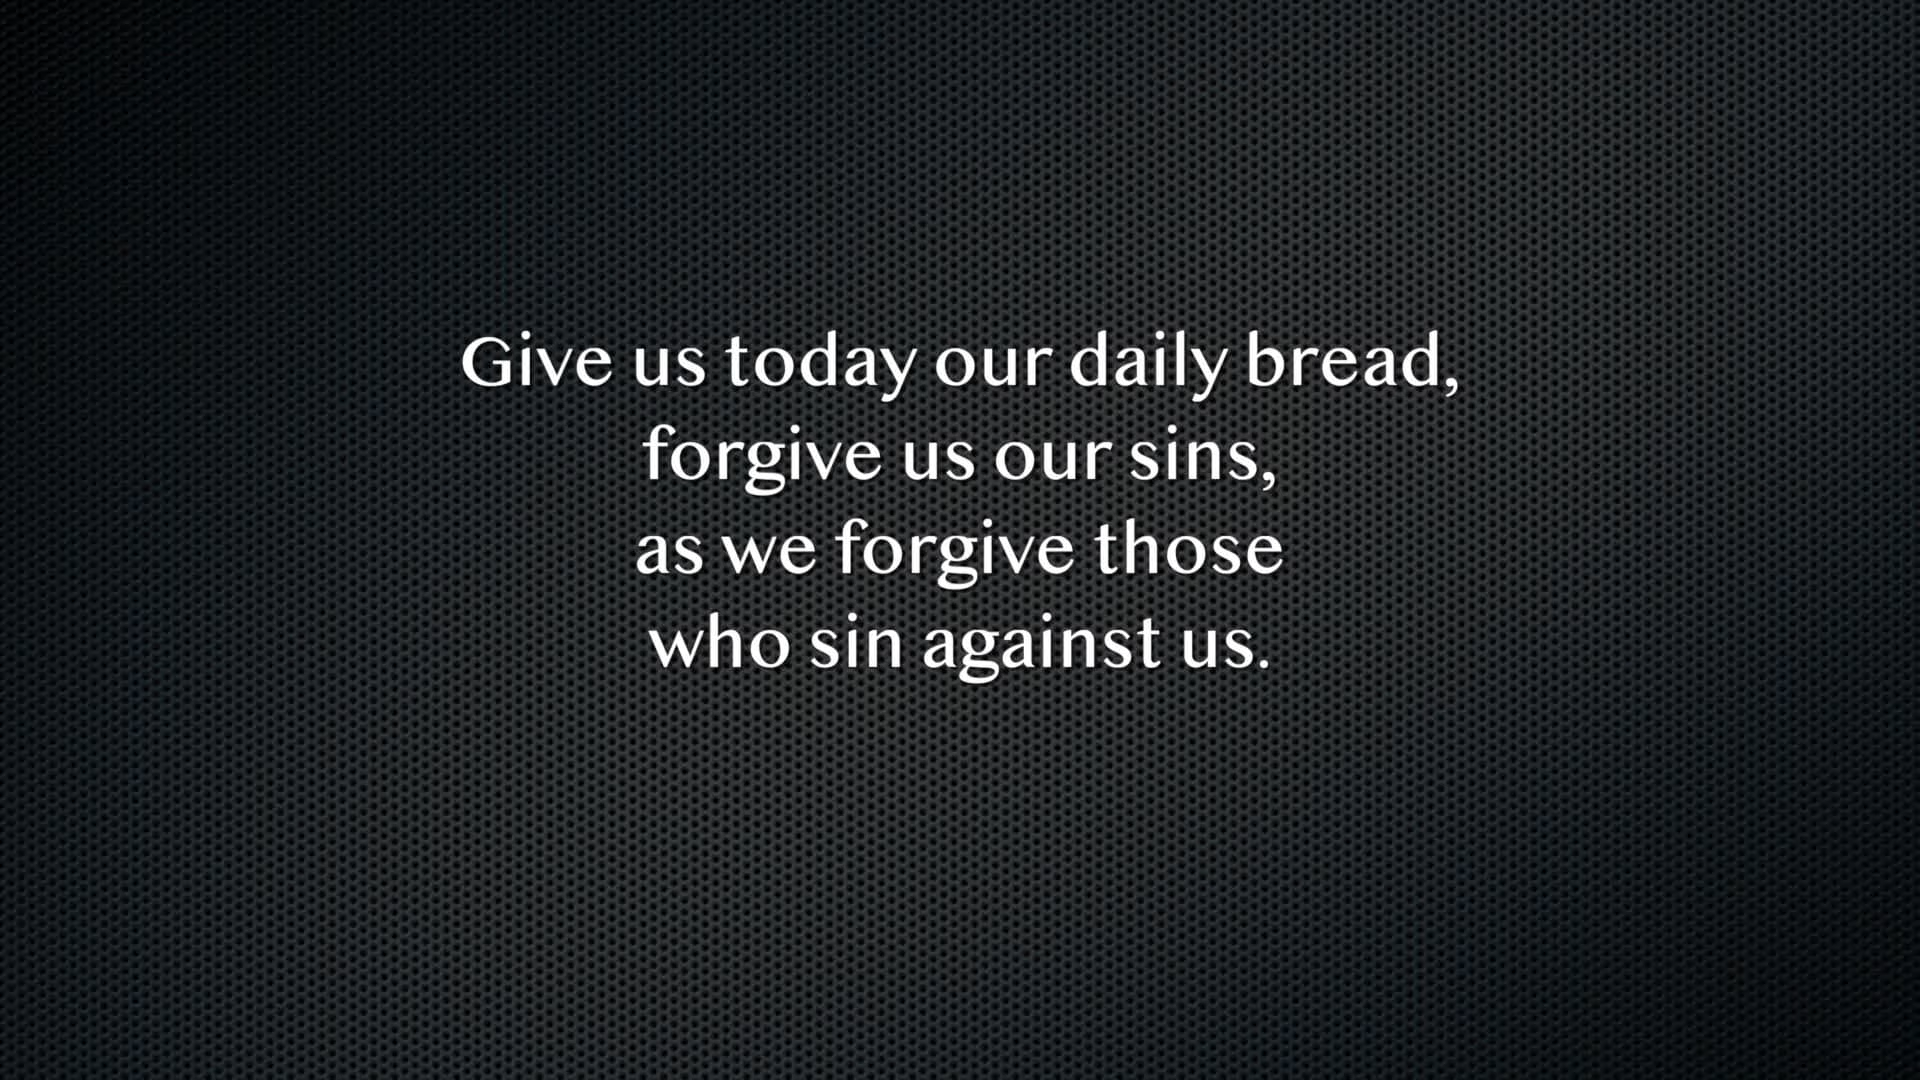 Give us today our daily bread,
forgive us our sins,
as we forgive those
who sin against us.